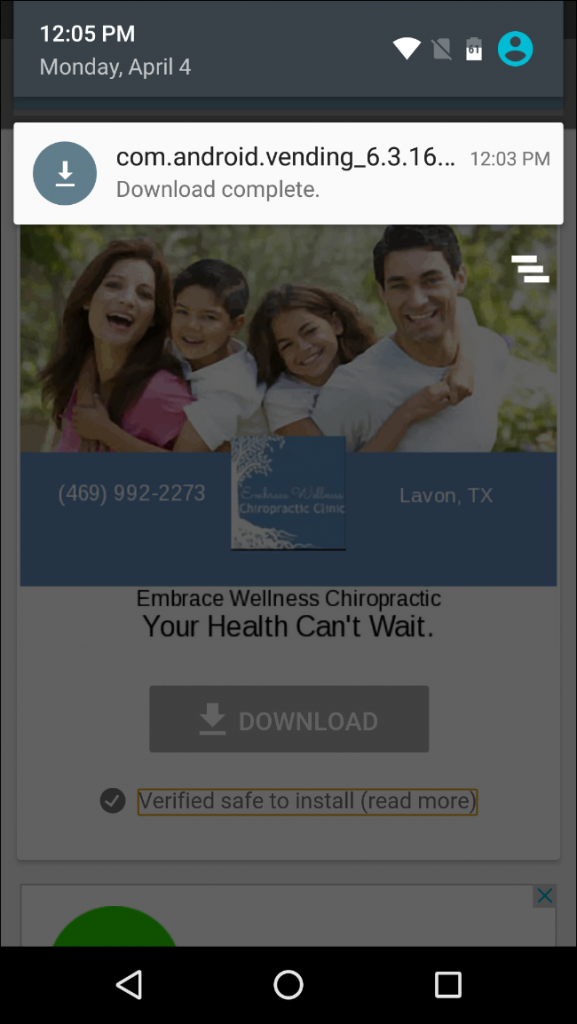 12:05 PM
61
Monday, April 4
com.android.vending_6.3.16... 12:03 PM
Download complete.
(469) 992-2273
Embrace Wellness
Chiropractic Clinic
Lavon, TX
Embrace Wellness Chiropractic
Your Health Can't Wait.
DOWNLOAD
Verified safe to install (read more)